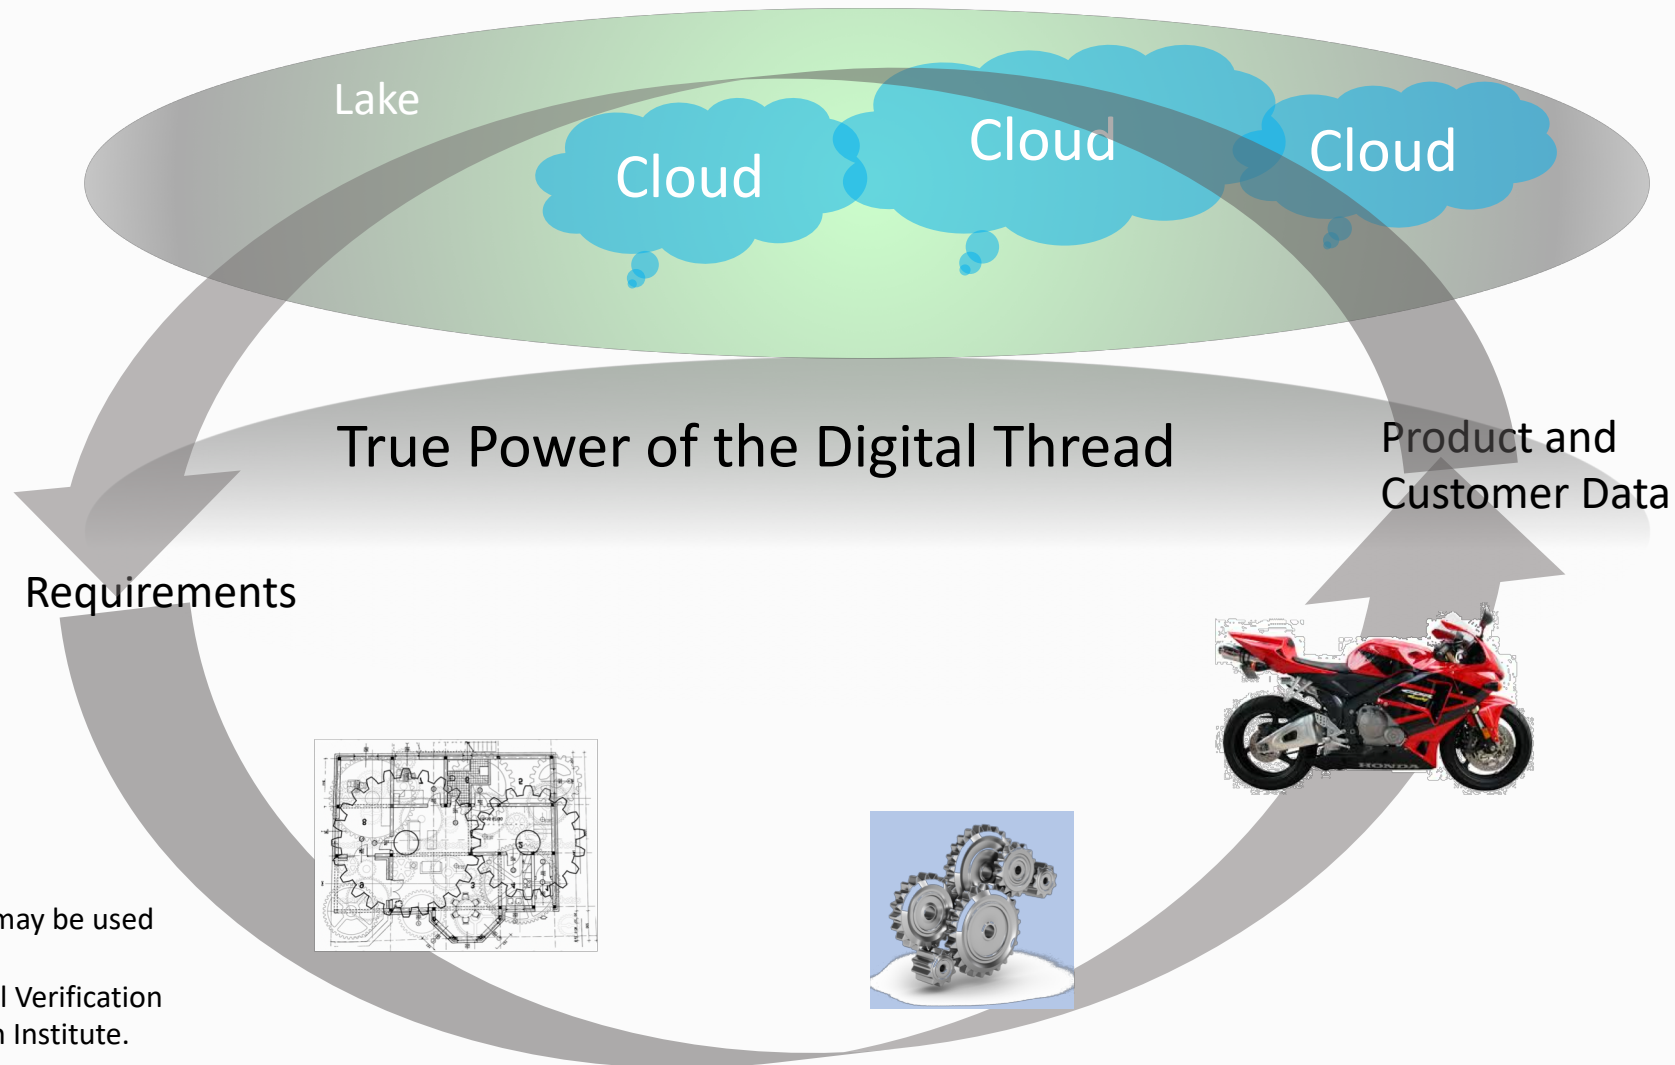 Lake
Cloud
Cloud
Cloud
True Power of the Digital Thread
Product and
Customer Data
Requirements
HONDA
may be used
l Verification
n Institute.